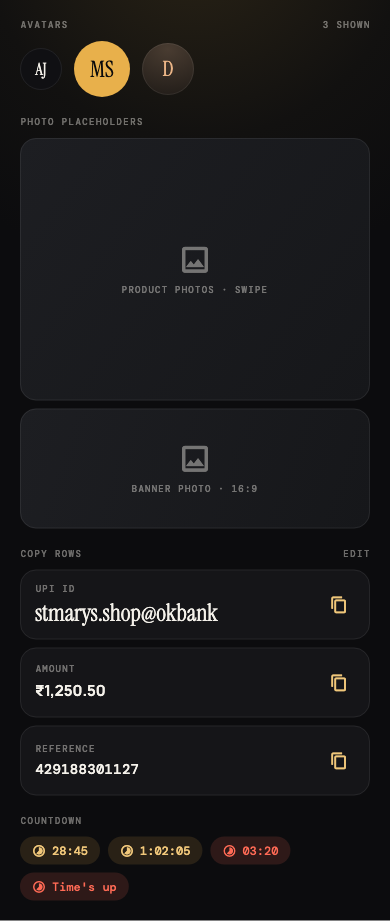 AVATARS 3 SHOWN
AJ MS D
PHOTO PLACEHOLDERS
PRODUCT PHOTOS · SWIPE
BANNER PHOTO · 16:9
COPY ROWS EDIT
UPI ID
stmarys.shop@okbank
AMOUNT
₹1,250.50
REFERENCE
429188301127
COUNTDOWN
28:45 1:02:05 03:20
Time's up